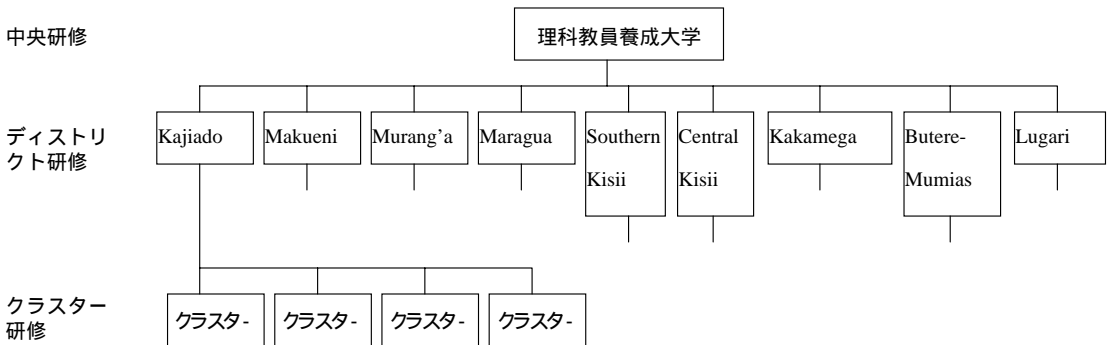 中央研修
理科教員養成大学
ディストリ
クト研修
Kajiado
Makueni
Murang'a
Maragua
Southern
Kisii
Central
Kisii
Kakamega
Butere-
Mumias
Lugari
クラスター
研修
クラスタ-
クラスタ-
クラスタ-
クラスタ-